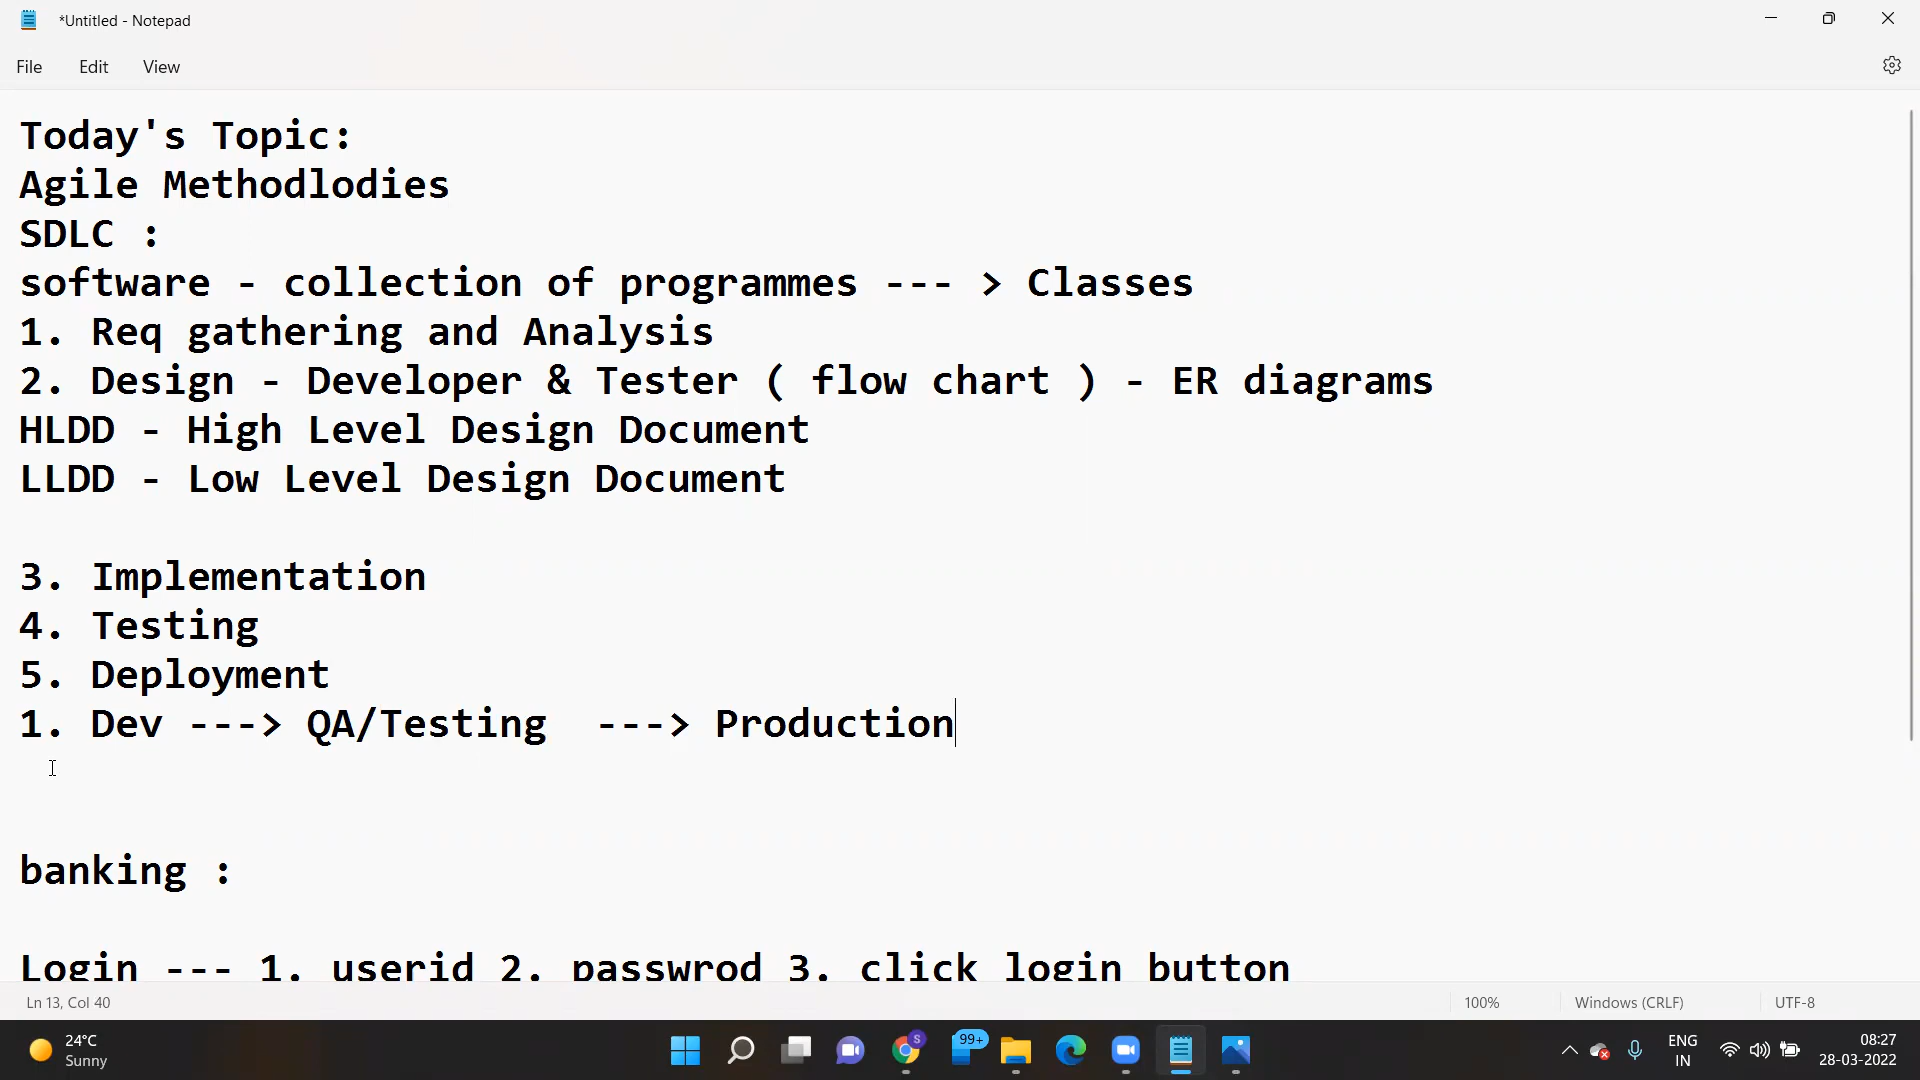 *Untitled - Notepad
File Edit View
Today's Topic:
Agile Methodlodies
SDLC :
software - collection of programmes --- > Classes
1. Req gathering and Analysis
2. Design - Developer & Tester ( flow chart ) - ER diagrams
HLDD - High Level Design Document
LLDD - Low Level Design Document
3. Implementation
4. Testing
5. Deployment
1. Dev ---> QA/Testing  ---> Production
banking :
Login --- 1. userid 2. passwrod 3. click login button
Ln 13, Col 40 100% Windows (CRLF) UTF-8
24°C
Sunny
S
99+
ENG
IN
08:27
28-03-2022